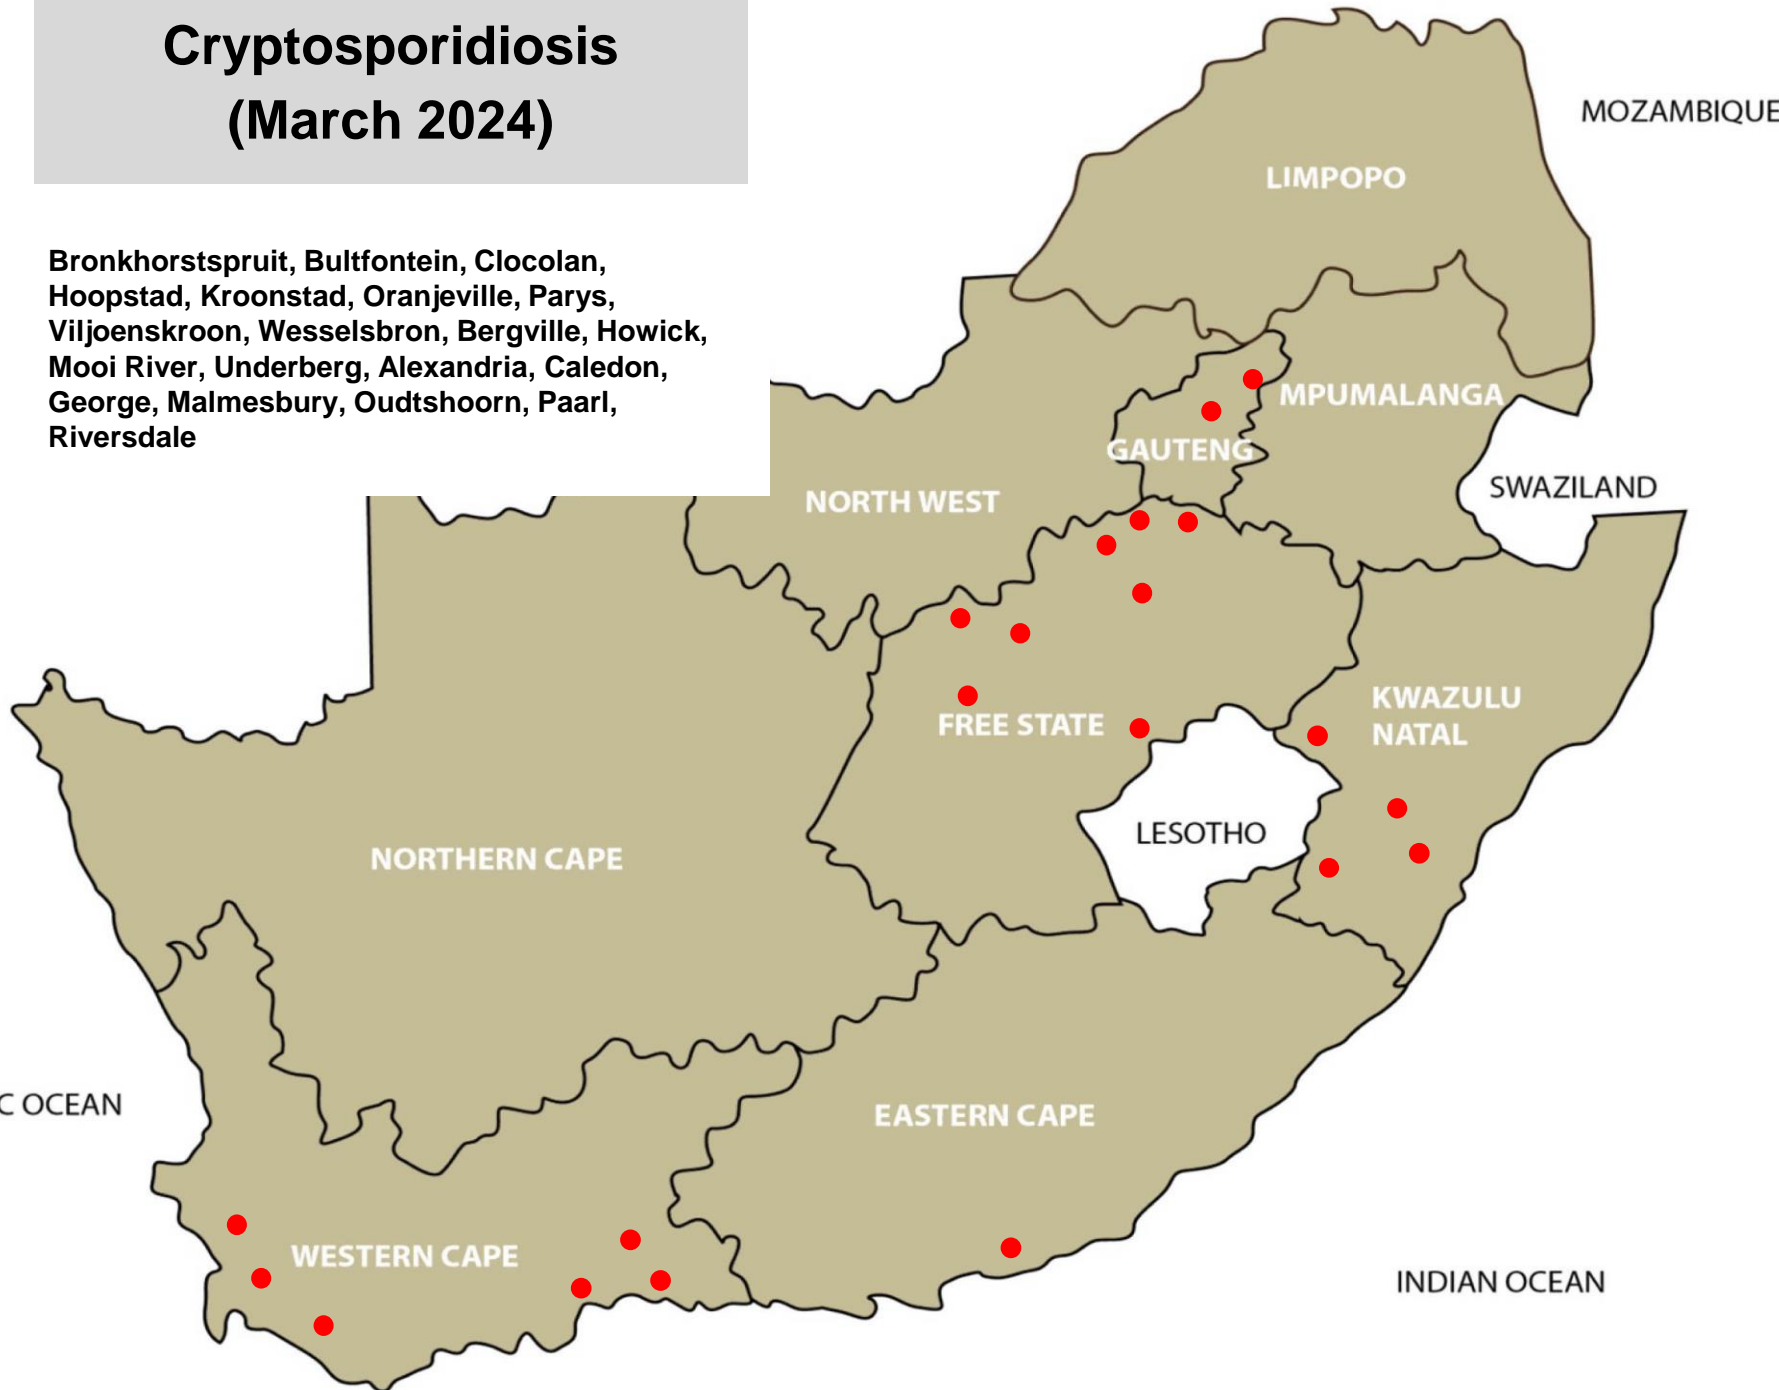 Cryptosporidiosis
(March 2024)
Bronkhorstspruit, Bultfontein, Clocolan,
Hoopstad, Kroonstad, Oranjeville, Parys,
Viljoenskroon, Wesselsbron, Bergville, Howick,
Mooi River, Underberg, Alexandria, Caledon,
George, Malmesbury, Oudtshoorn, Paarl,
Riversdale
MOZAMBIQUE
LIMPOPO
MPUMALANGA
GAUTENG
SWAZILAND
NORTH WEST
KWAZULU
NATAL
FREE STATE
LESOTHO
NORTHERN CAPE
C OCEAN
EASTERN CAPE
WESTERN CAPE
INDIAN OCEAN